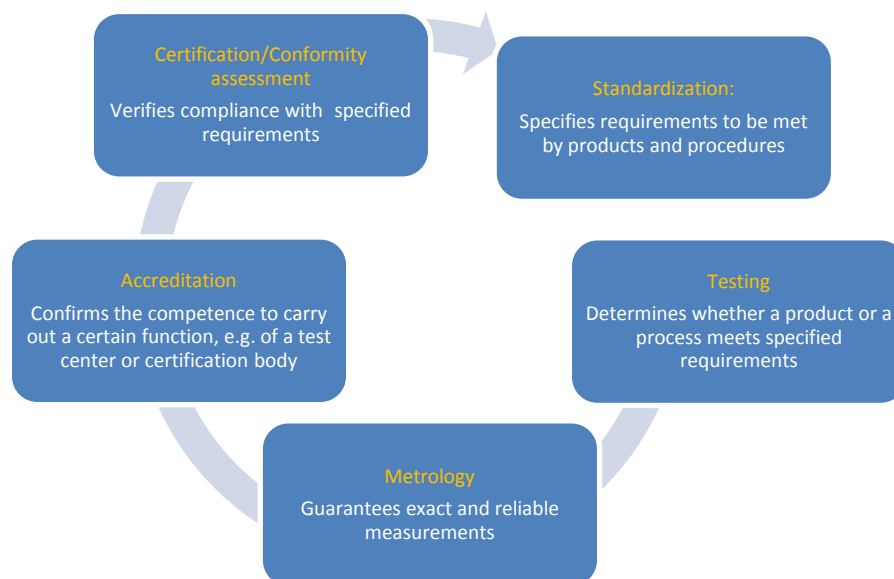 Certification/Conformity
assessment
Verifies compliance with specified
requirements
Standardization:
Specifies requirements to be met
by products and procedures
Accreditation
Confirms the competence to carry
out a certain function, e.g. of a test
center or certification body
Testing
Determines whether a product or a
process meets specified
requirements
Metrology
Guarantees exact and reliable
measurements